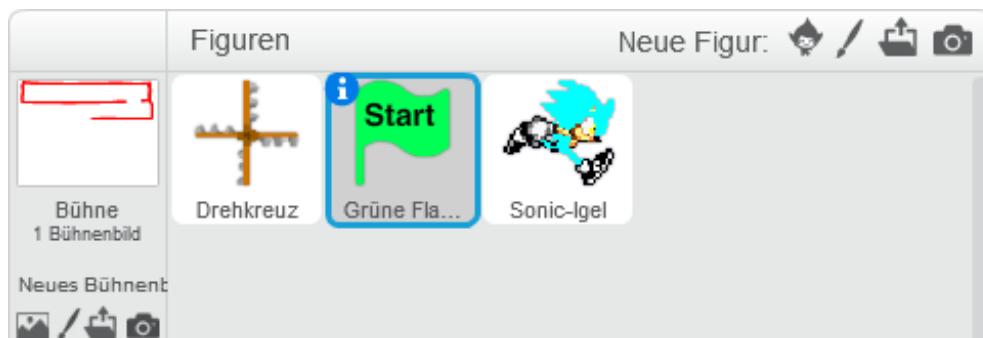 Figuren
Neue Figur:
Start
Drehkreuz
Grüne Fla...
Sonic-Igel
Bühne
1 Bühnenbild
Neues Bühnenb